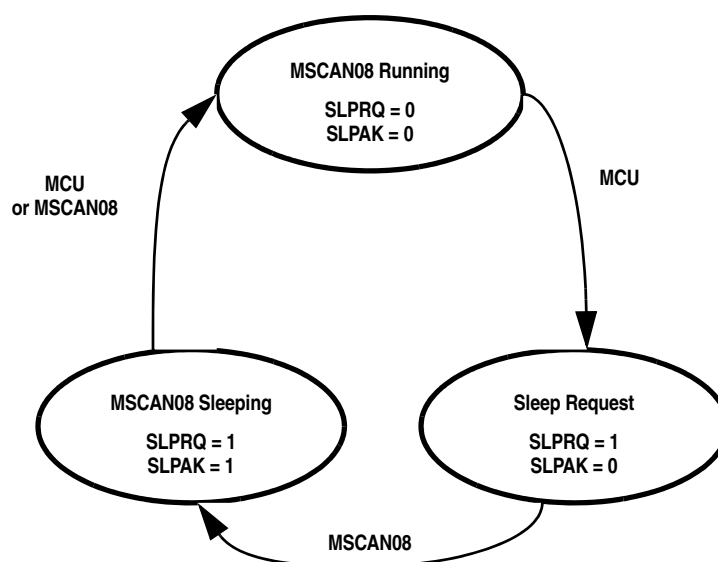 MSCAN08 Running
SLPRQ = 0
SLPAK = 0
MCU
or MSCAN08
MCU
MSCAN08 Sleeping
SLPRQ = 1
SLPAK = 1
Sleep Request
SLPRQ = 1
SLPAK = 0
MSCAN08